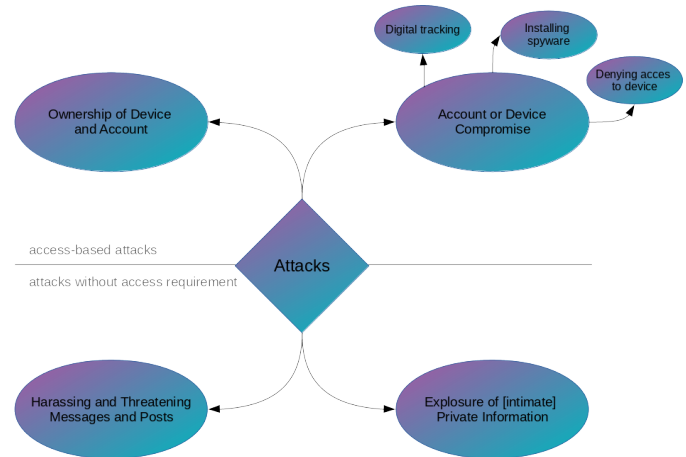 Digital tracking
Installing
spyware
Denying acces
to device
Ownership of Device
and Account
Account or Device
Compromise
access-based attacks
Attacks
attacks without access requirement
Harassing and Threatening
Messages and Posts
Explosure of [intimate]
Private Information